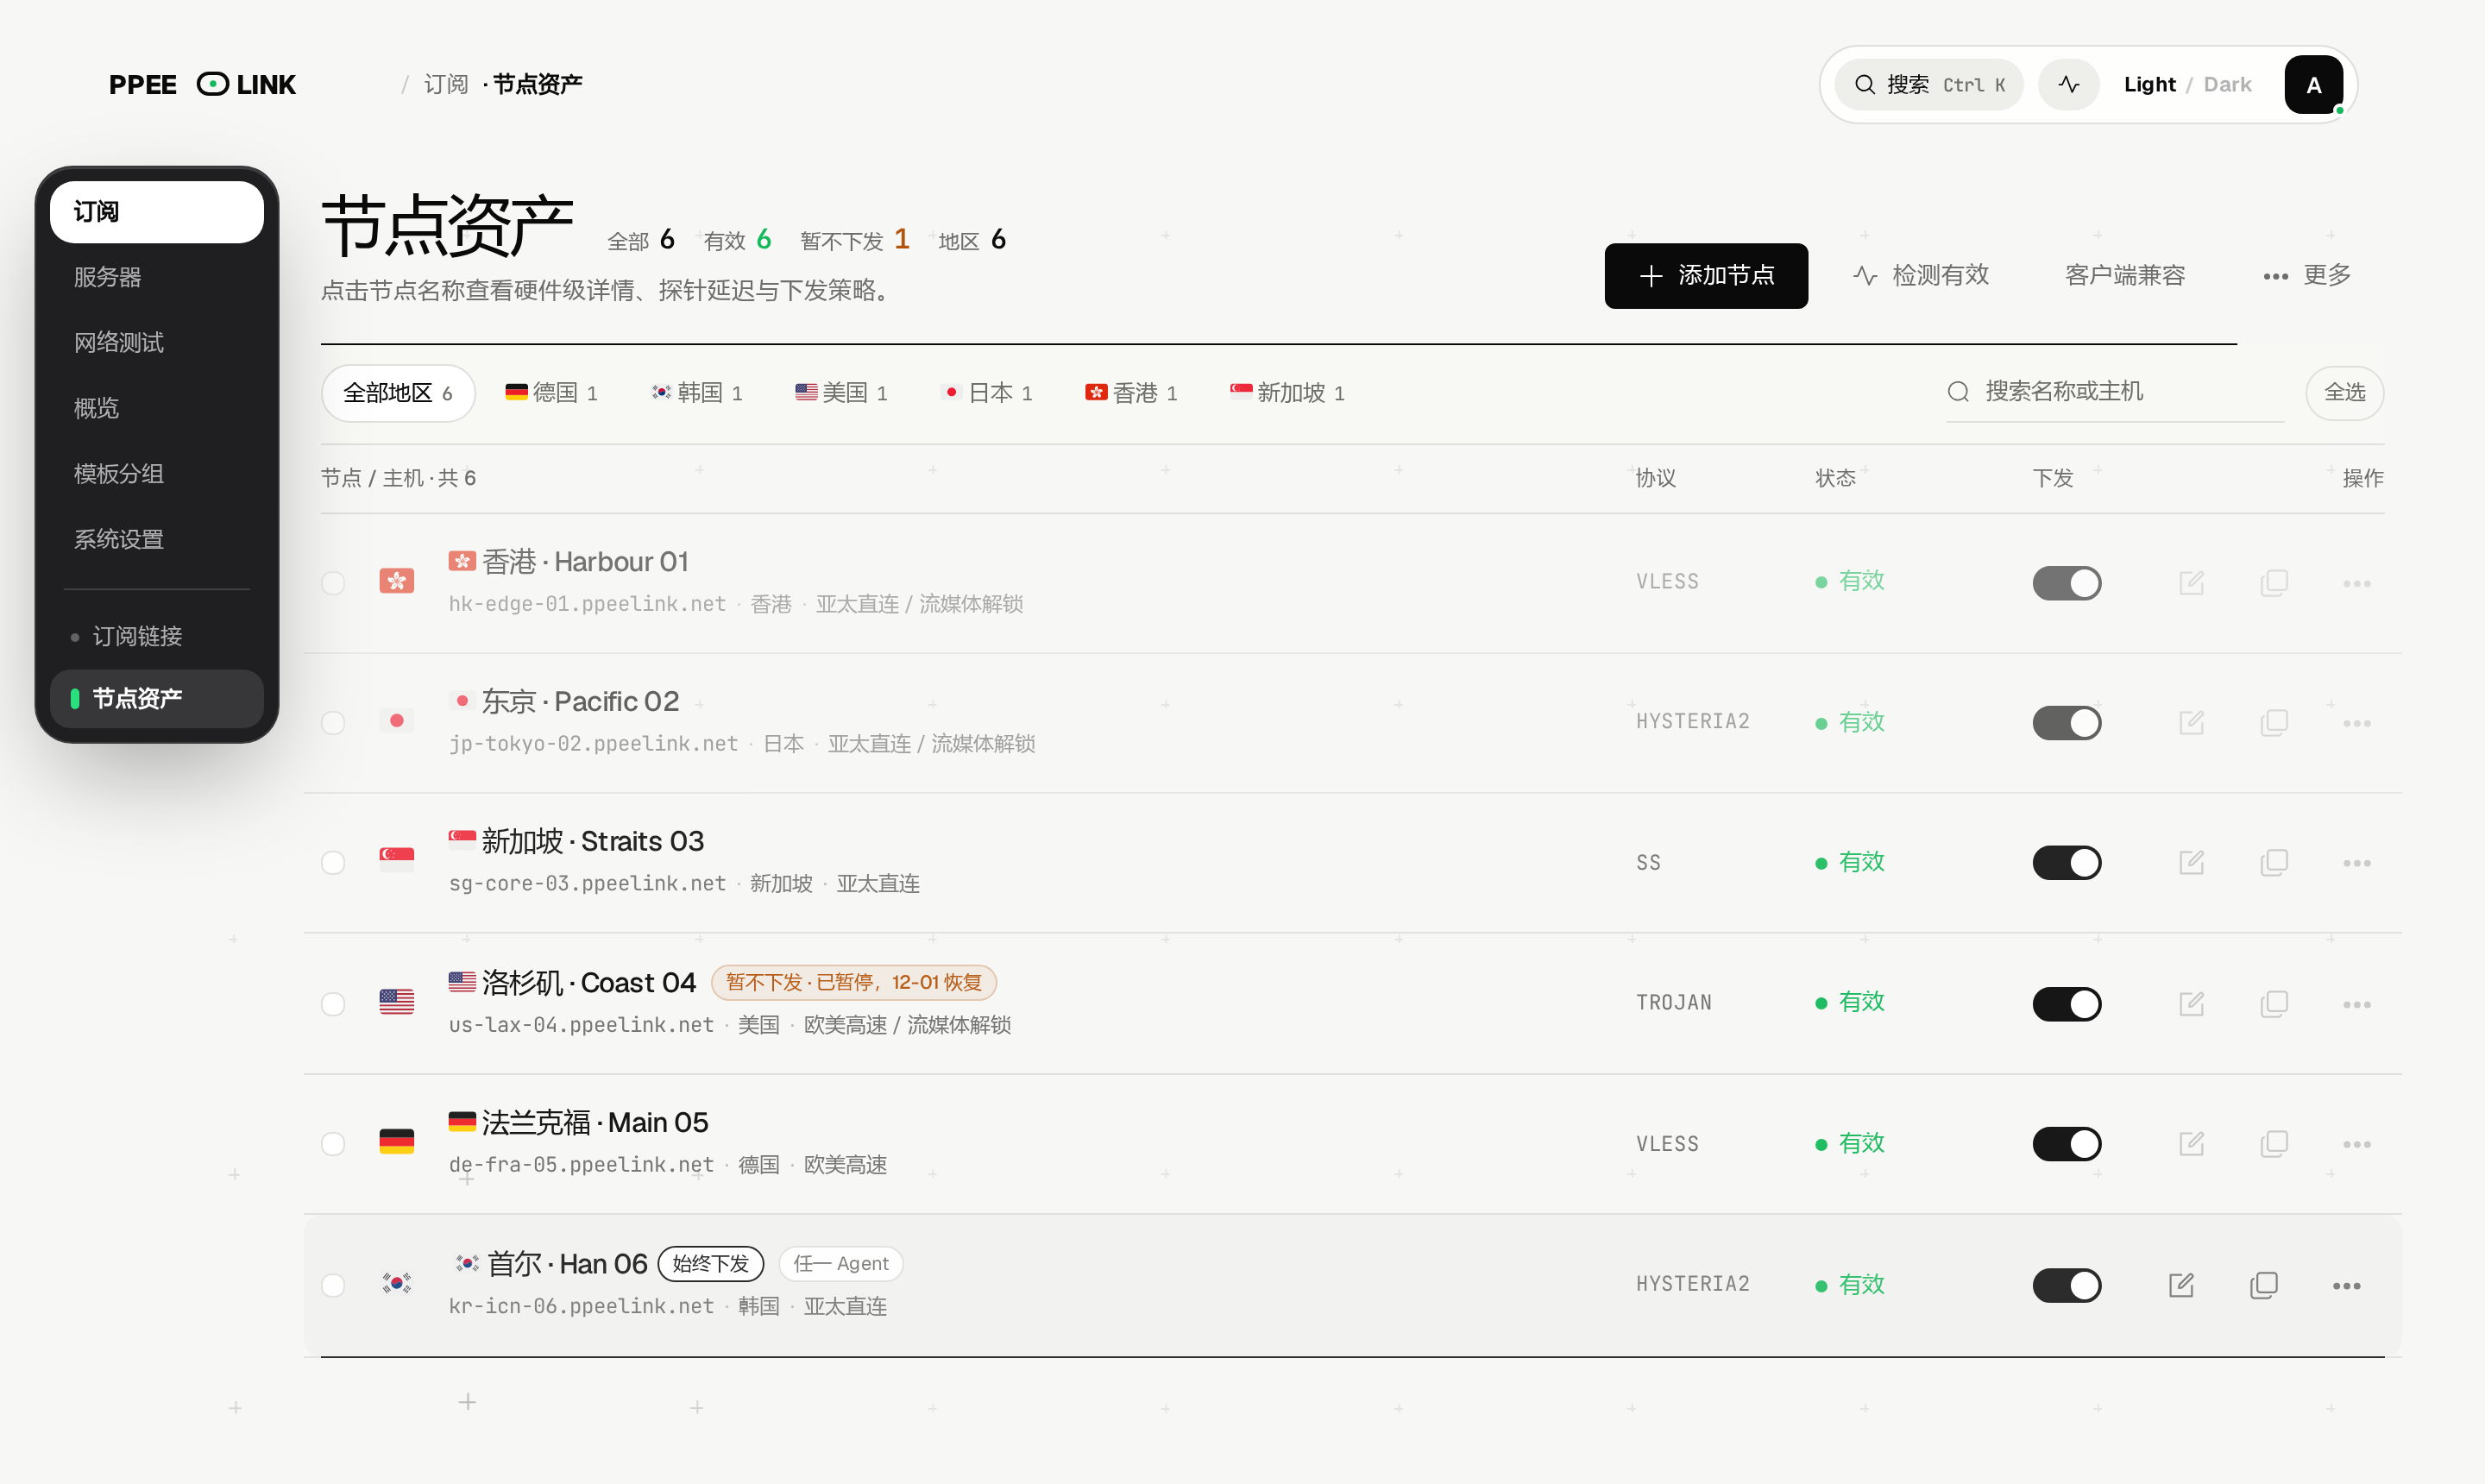 PPEE LINK / 订阅 · 节点资产 搜索 Ctrl K Light / Dark A
订阅
服务器
网络测试
概览
模板分组
系统设置
订阅链接
节点资产
节点资产 全部 6 有效 6 暂不下发 1 地区 6
点击节点名称查看硬件级详情、探针延迟与下发策略。
添加节点 检测有效 客户端兼容 更多
全部地区 6 德国 1 韩国 1 美国 1 日本 1 香港 1 新加坡 1 搜索名称或主机 全选
节点 / 主机 · 共 6 协议 状态 下发 操作
香港 · Harbour 01
hk-edge-01.ppeelink.net · 香港 · 亚太直连 / 流媒体解锁
VLESS 有效
东京 · Pacific 02
jp-tokyo-02.ppeelink.net · 日本 · 亚太直连 / 流媒体解锁
HYSTERIA2 有效
新加坡 · Straits 03
sg-core-03.ppeelink.net · 新加坡 · 亚太直连
SS 有效
洛杉矶 · Coast 04 暂不下发 · 已暂停，12-01 恢复
us-lax-04.ppeelink.net · 美国 · 欧美高速 / 流媒体解锁
TROJAN 有效
法兰克福 · Main 05
de-fra-05.ppeelink.net · 德国 · 欧美高速
VLESS 有效
首尔 · Han 06 始终下发 任一 Agent
kr-icn-06.ppeelink.net · 韩国 · 亚太直连
HYSTERIA2 有效